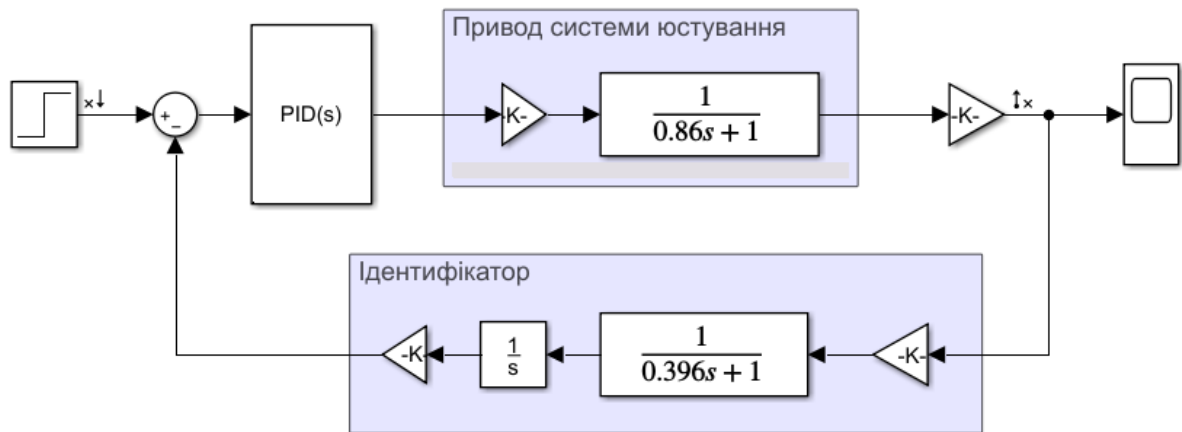 Привод системи юстування
PID(s)
-K-
1
0.86s + 1
-K-
+
−
Ідентифікатор
-K-
1
s
1
0.396s + 1
-K-